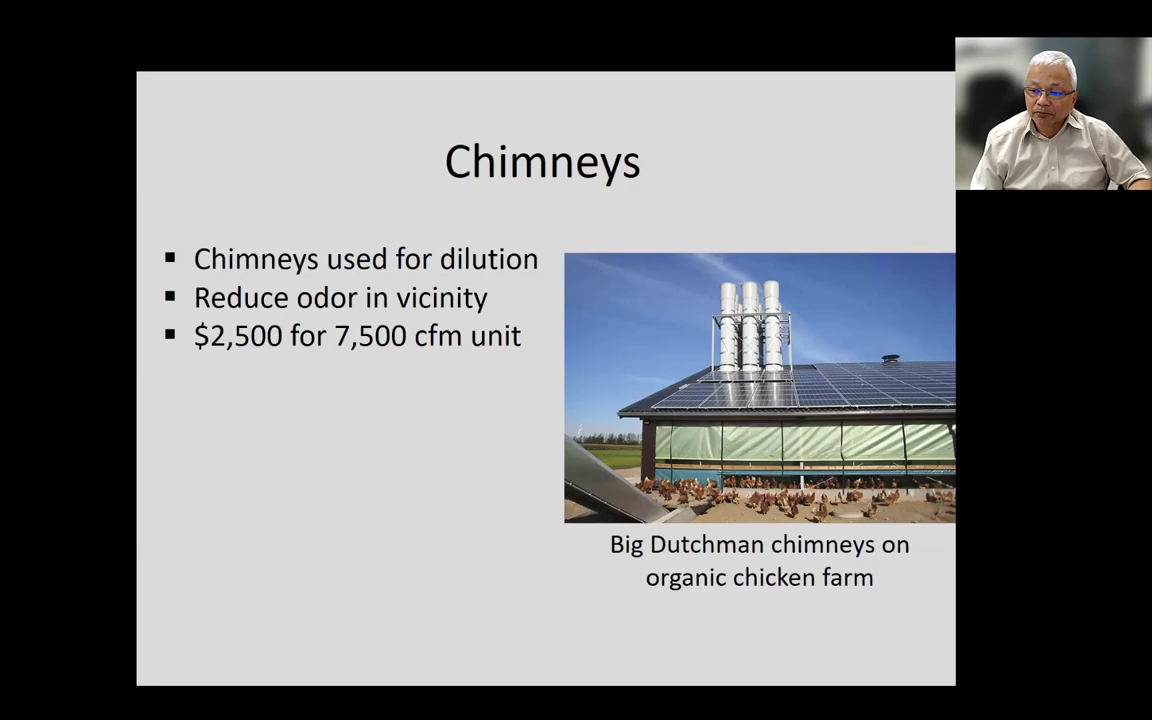 Chimneys
▪ Chimneys used for dilution
▪ Reduce odor in vicinity
▪ $2,500 for 7,500 cfm unit
Big Dutchman chimneys on
organic chicken farm